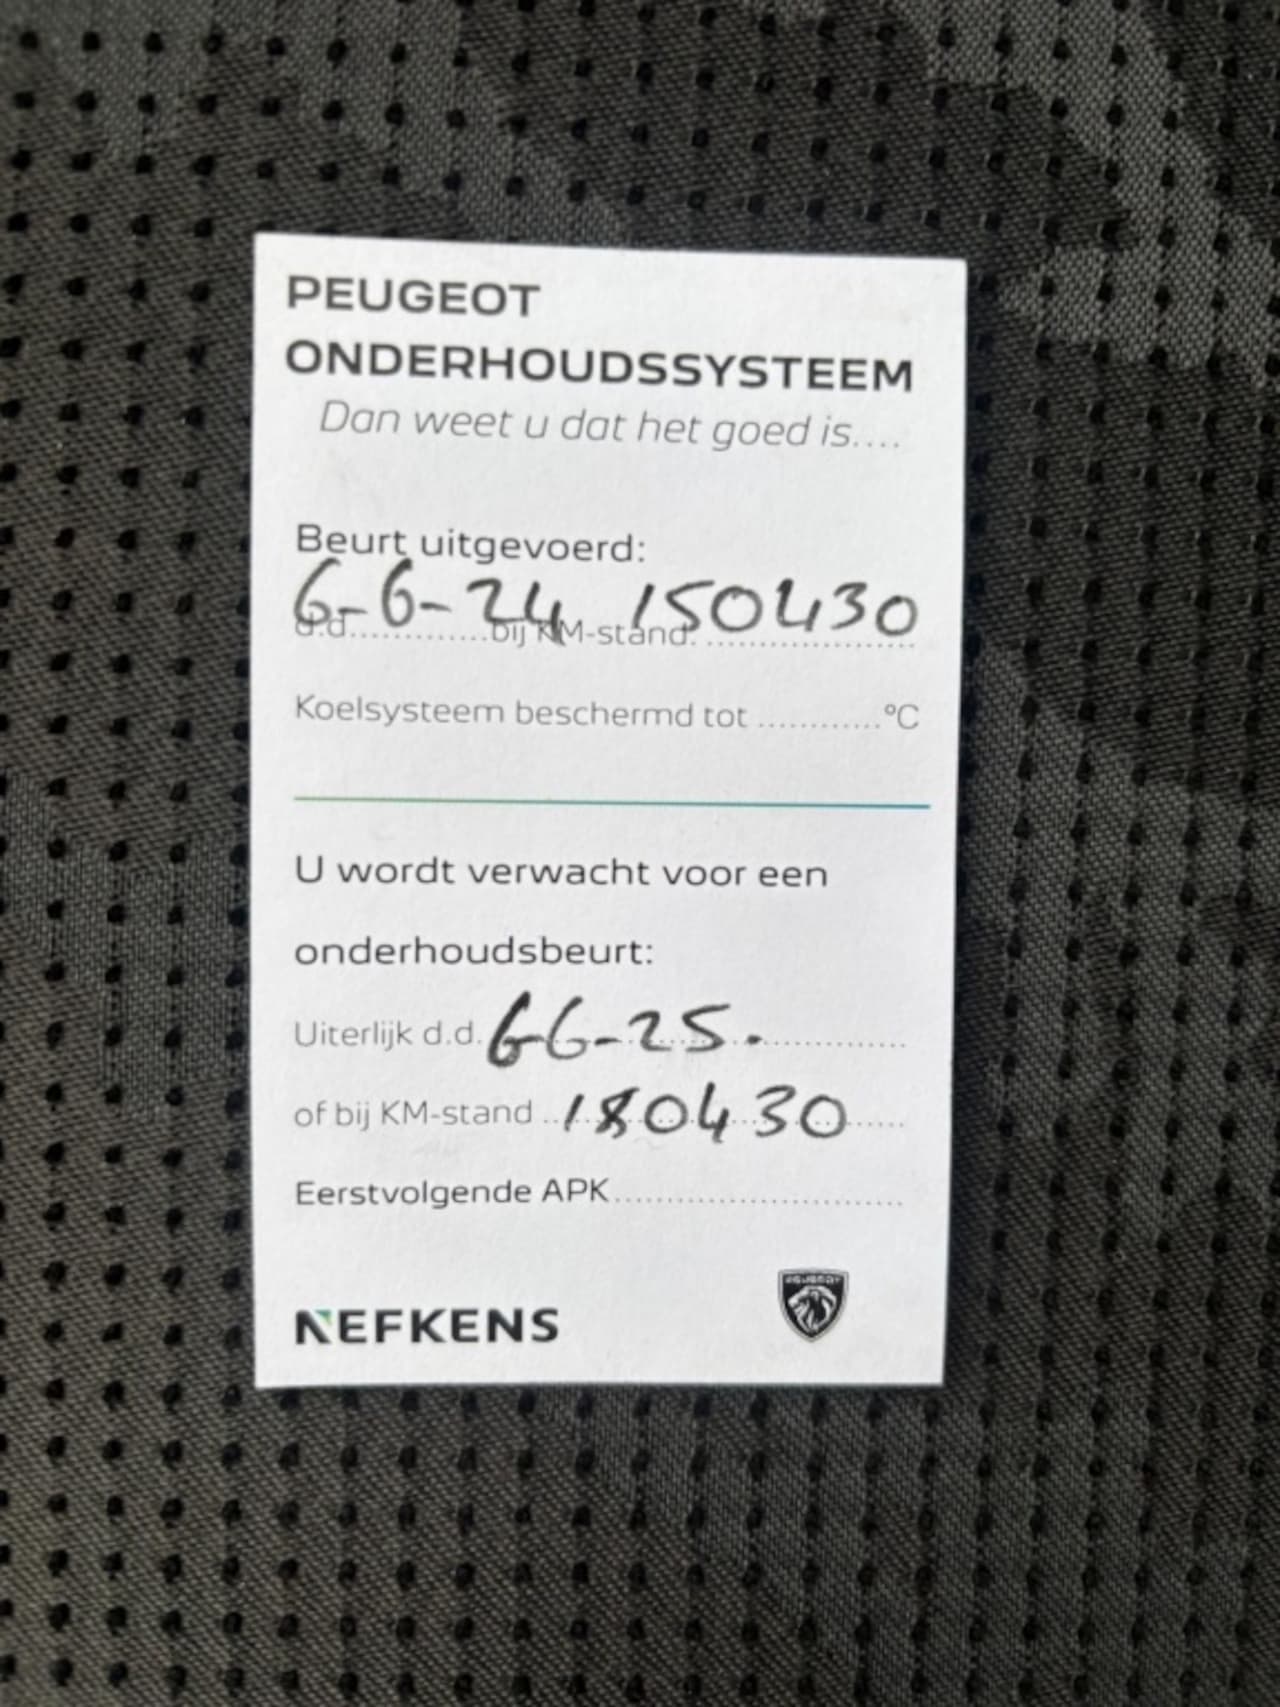 PEUGEOT
ONDERHOUDSSYSTEEM
Dan weet u dat het goed is....
Beurt uitgevoerd:
6-6-24 150430
d.d.............bij KM-stand. ...................
Koelsysteem beschermd tot ............°C
U wordt verwacht voor een
onderhoudsbeurt:
Uiterlijk d.d. 6-6-25.
of bij KM-stand 180430
Eerstvolgende APK............................
NEFKENS
PEUGEOT